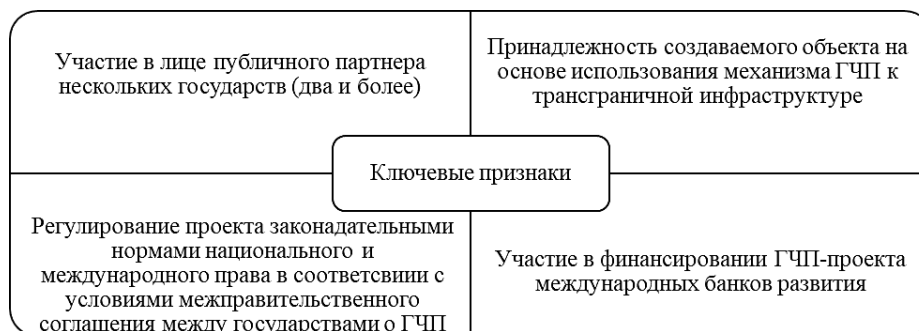 Участие в лице публичного партнера
нескольких государств (два и более)
Принадлежность создаваемого объекта на
основе использования механизма ГЧП к
трансграничной инфраструктуре
Ключевые признаки
Регулирование проекта законадательными
нормами национального и
международного права в соответсвиии с
условиями межправительственного
соглашения между государствами о ГЧП
Участие в финансировании ГЧП-проекта
международных банков развития